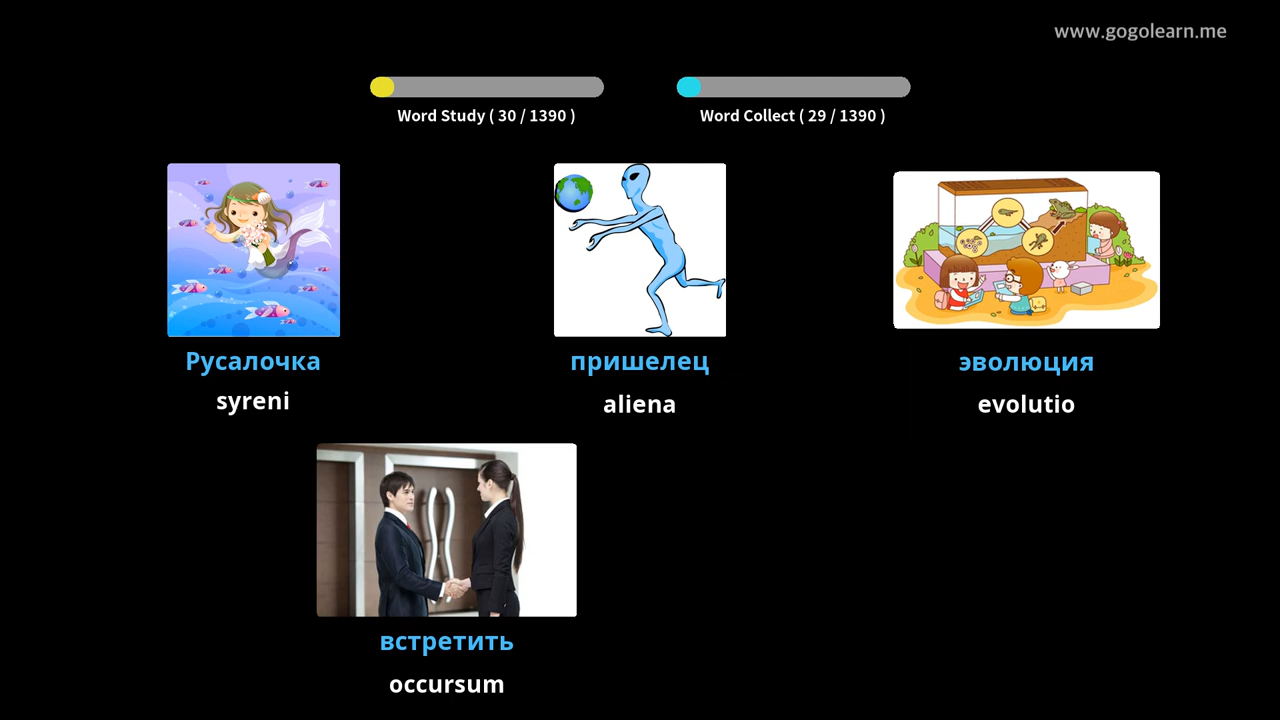 www.gogolearn.me
Word Study ( 30 / 1390 )
Word Collect ( 29 / 1390 )
Русалочка
syreni
пришелец
aliena
эволюция
evolutio
встретить
occursum